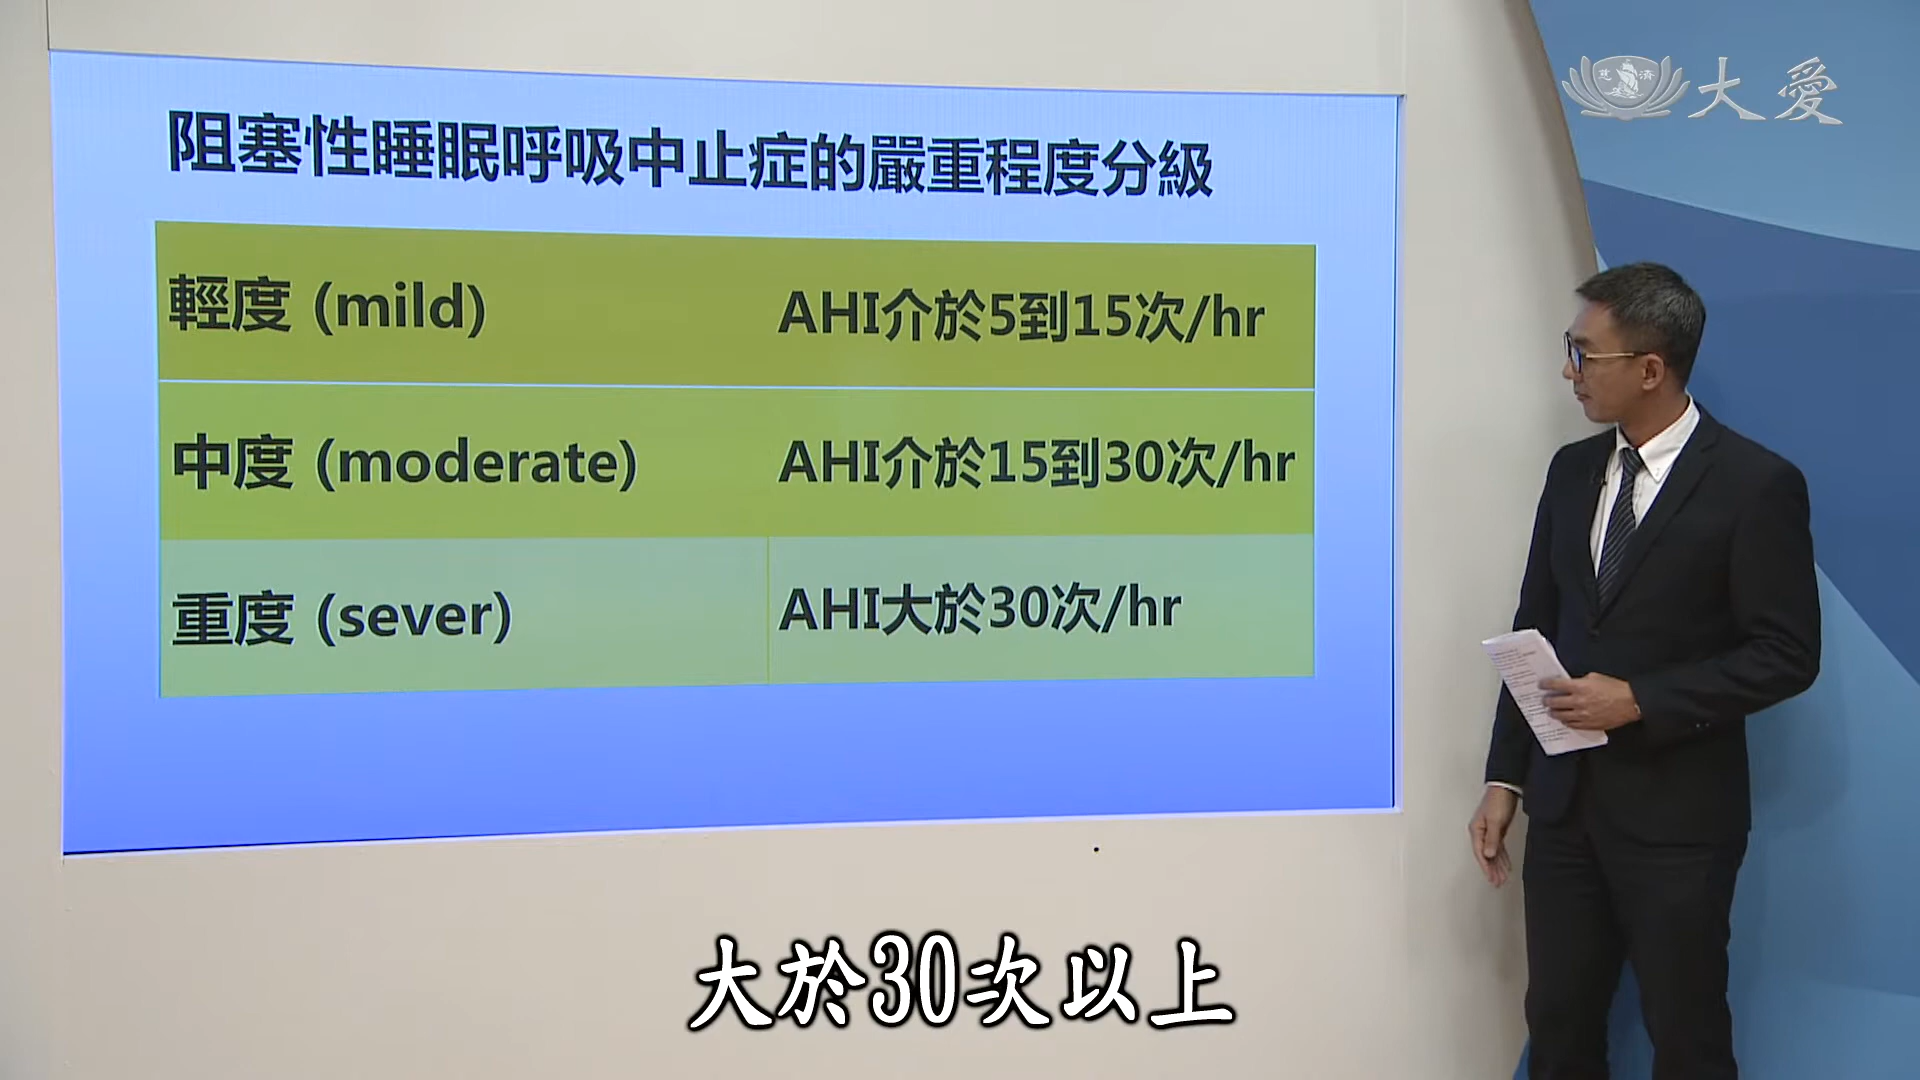 慈濟
大愛
阻塞性睡眠呼吸中止症的嚴重程度分級
輕度 (mild) AHI介於5到15次/hr
中度 (moderate) AHI介於15到30次/hr
重度 (sever) AHI大於30次/hr
大於30次以上